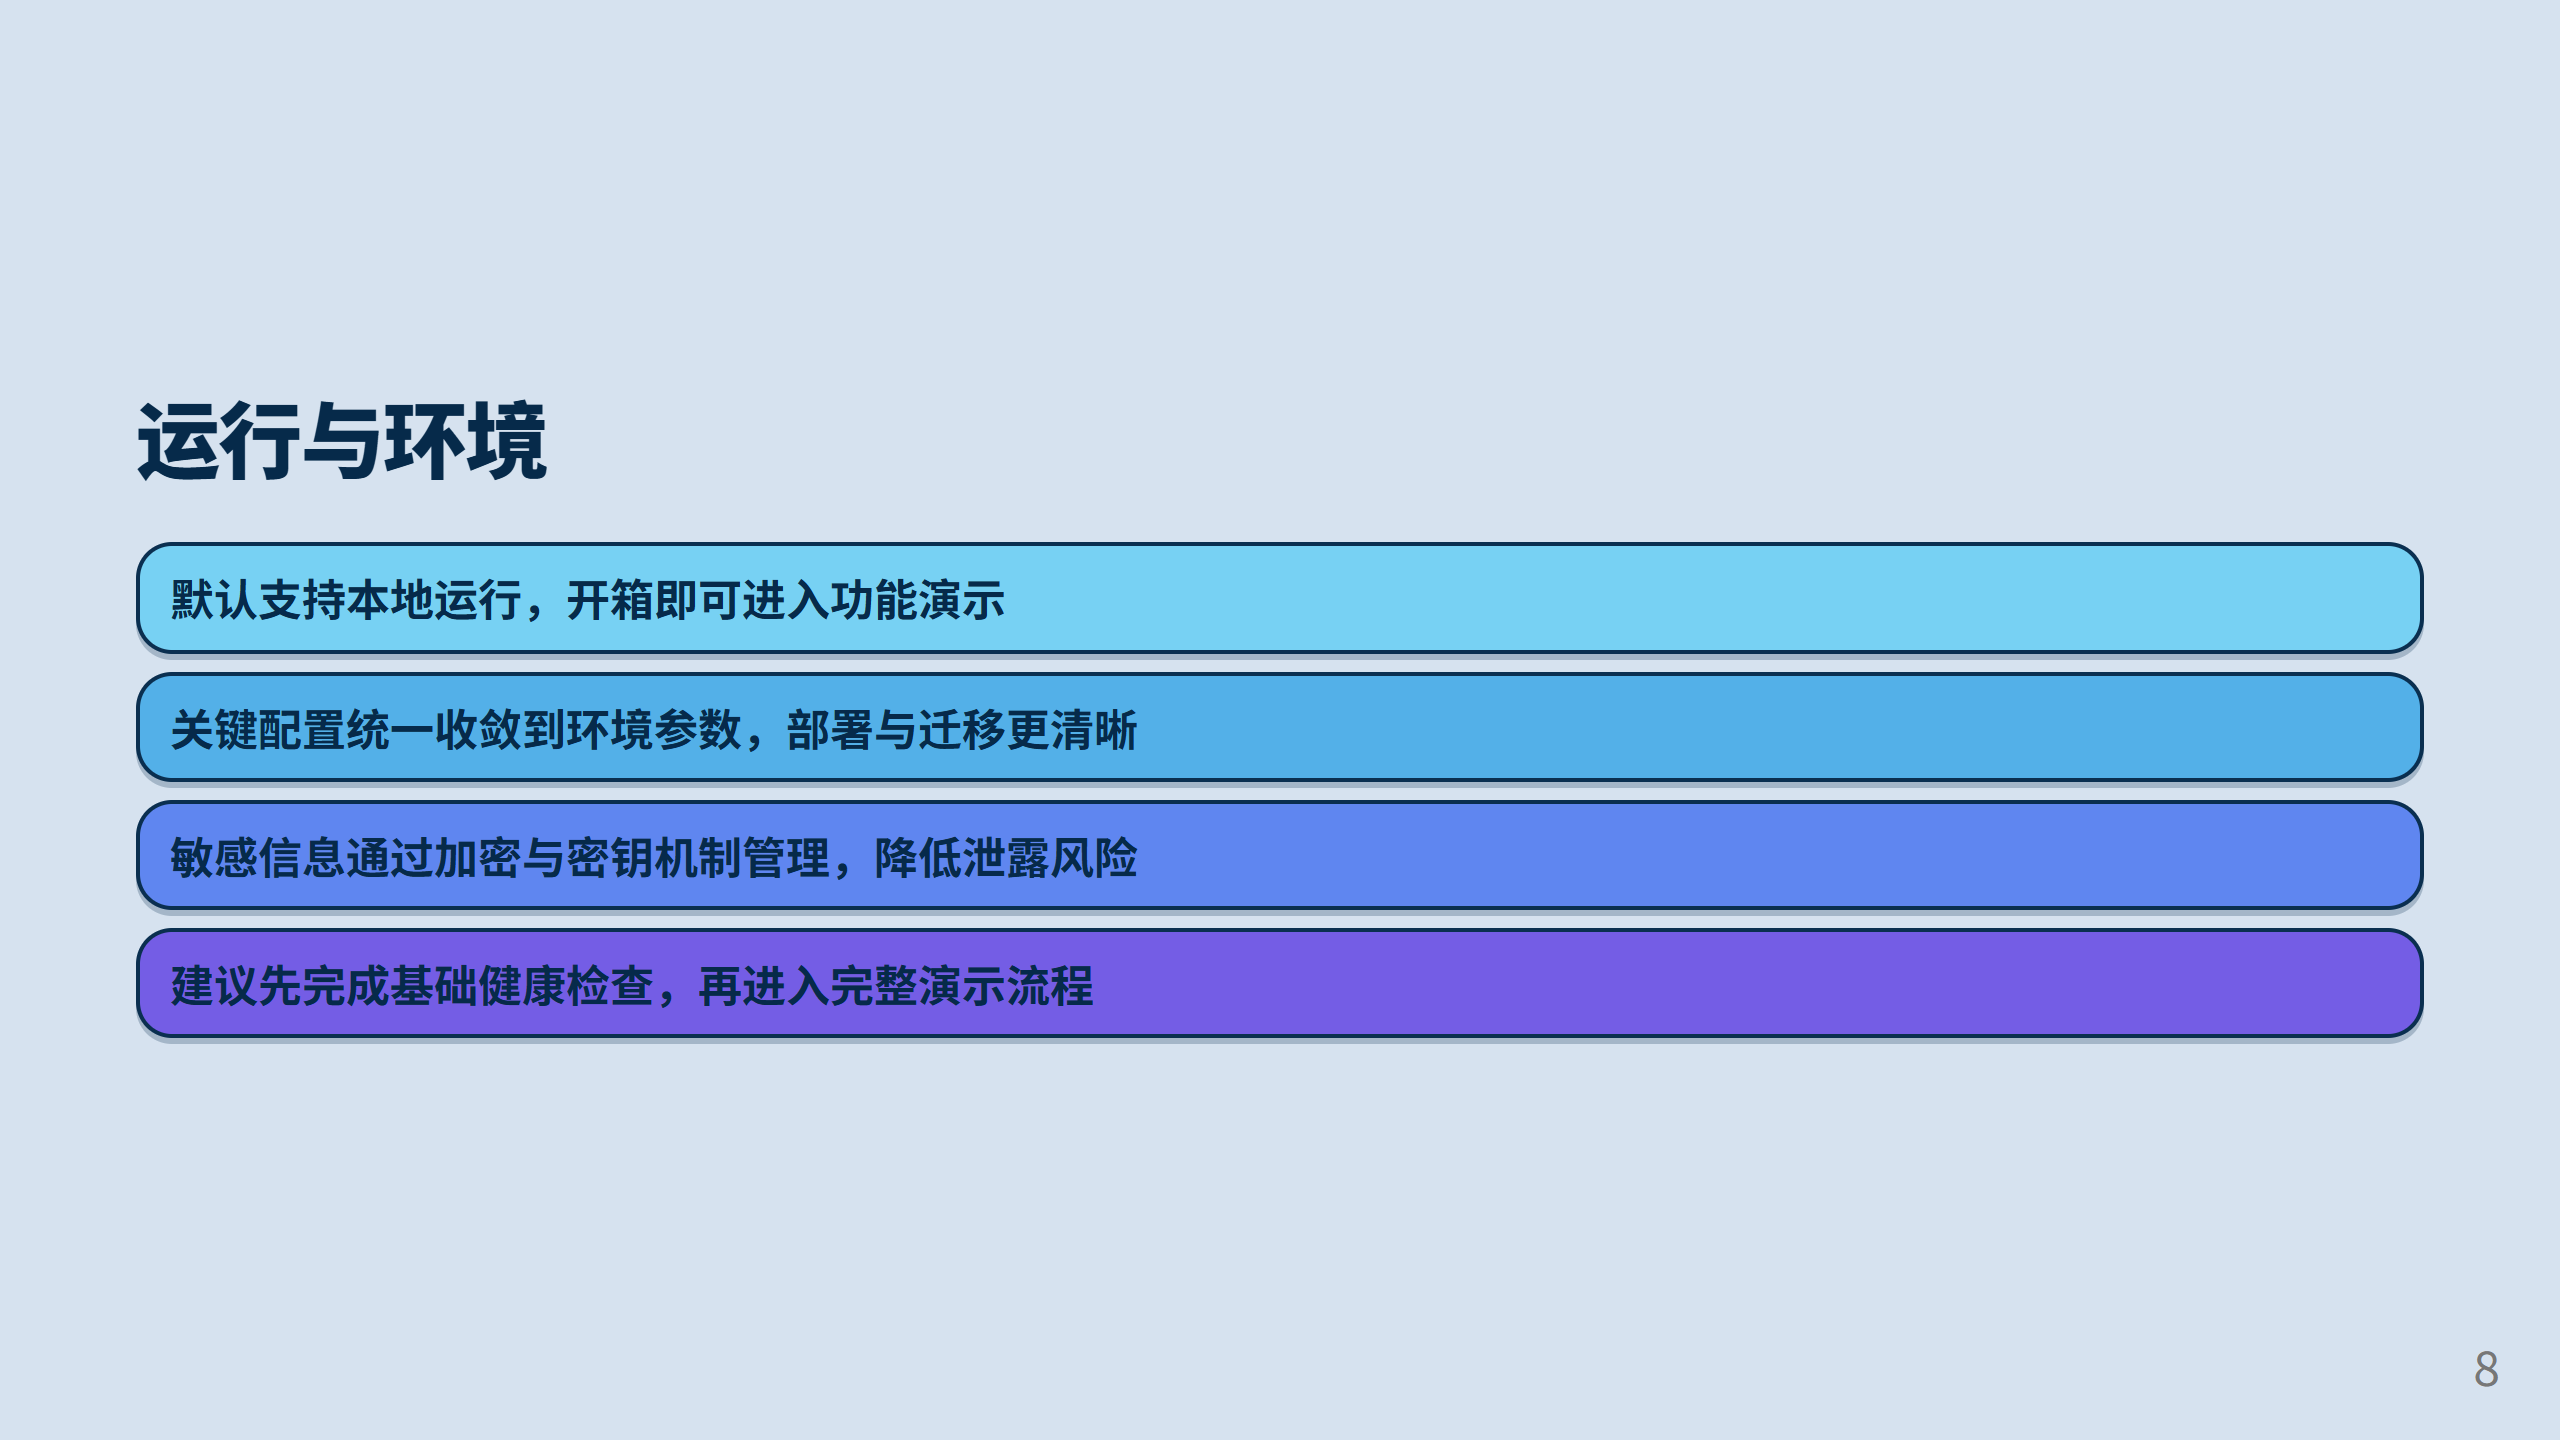 运行与环境
默认支持本地运行，开箱即可进入功能演示
关键配置统一收敛到环境参数，部署与迁移更清晰
敏感信息通过加密与密钥机制管理，降低泄露风险
建议先完成基础健康检查，再进入完整演示流程
8